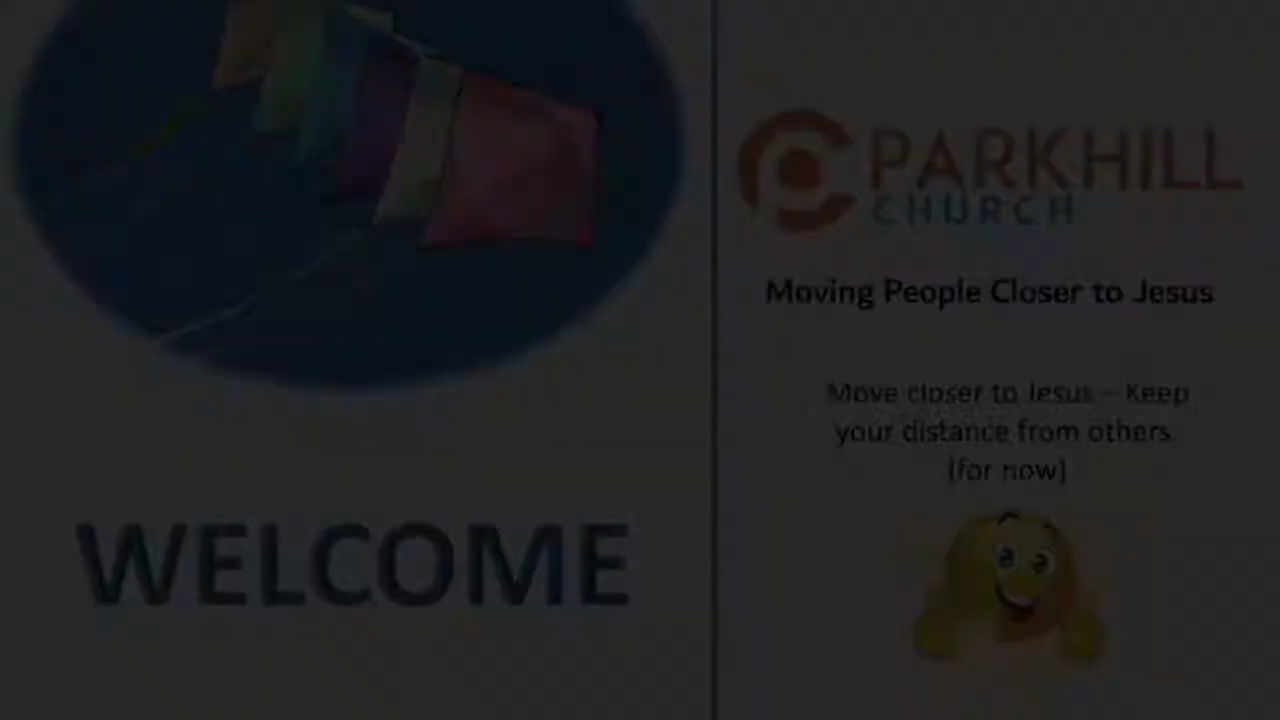 WELCOME
PARKHILL
CHURCH
Moving People Closer to Jesus
Move closer to Jesus – Keep
your distance from others
(for now)